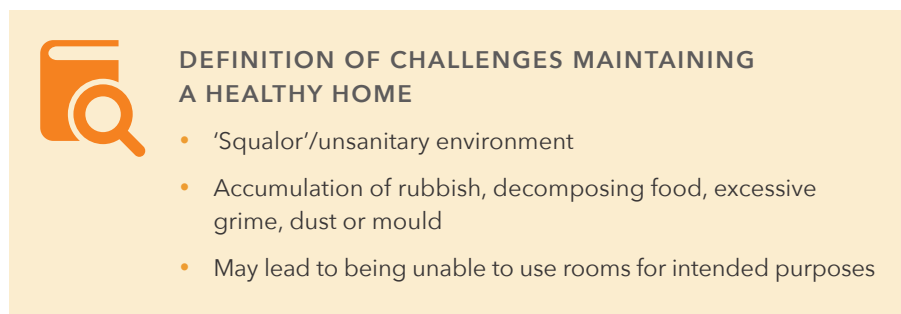 DEFINITION OF CHALLENGES MAINTAINING
A HEALTHY HOME
• ‘Squalor’/unsanitary environment
• Accumulation of rubbish, decomposing food, excessive
grime, dust or mould
• May lead to being unable to use rooms for intended purposes